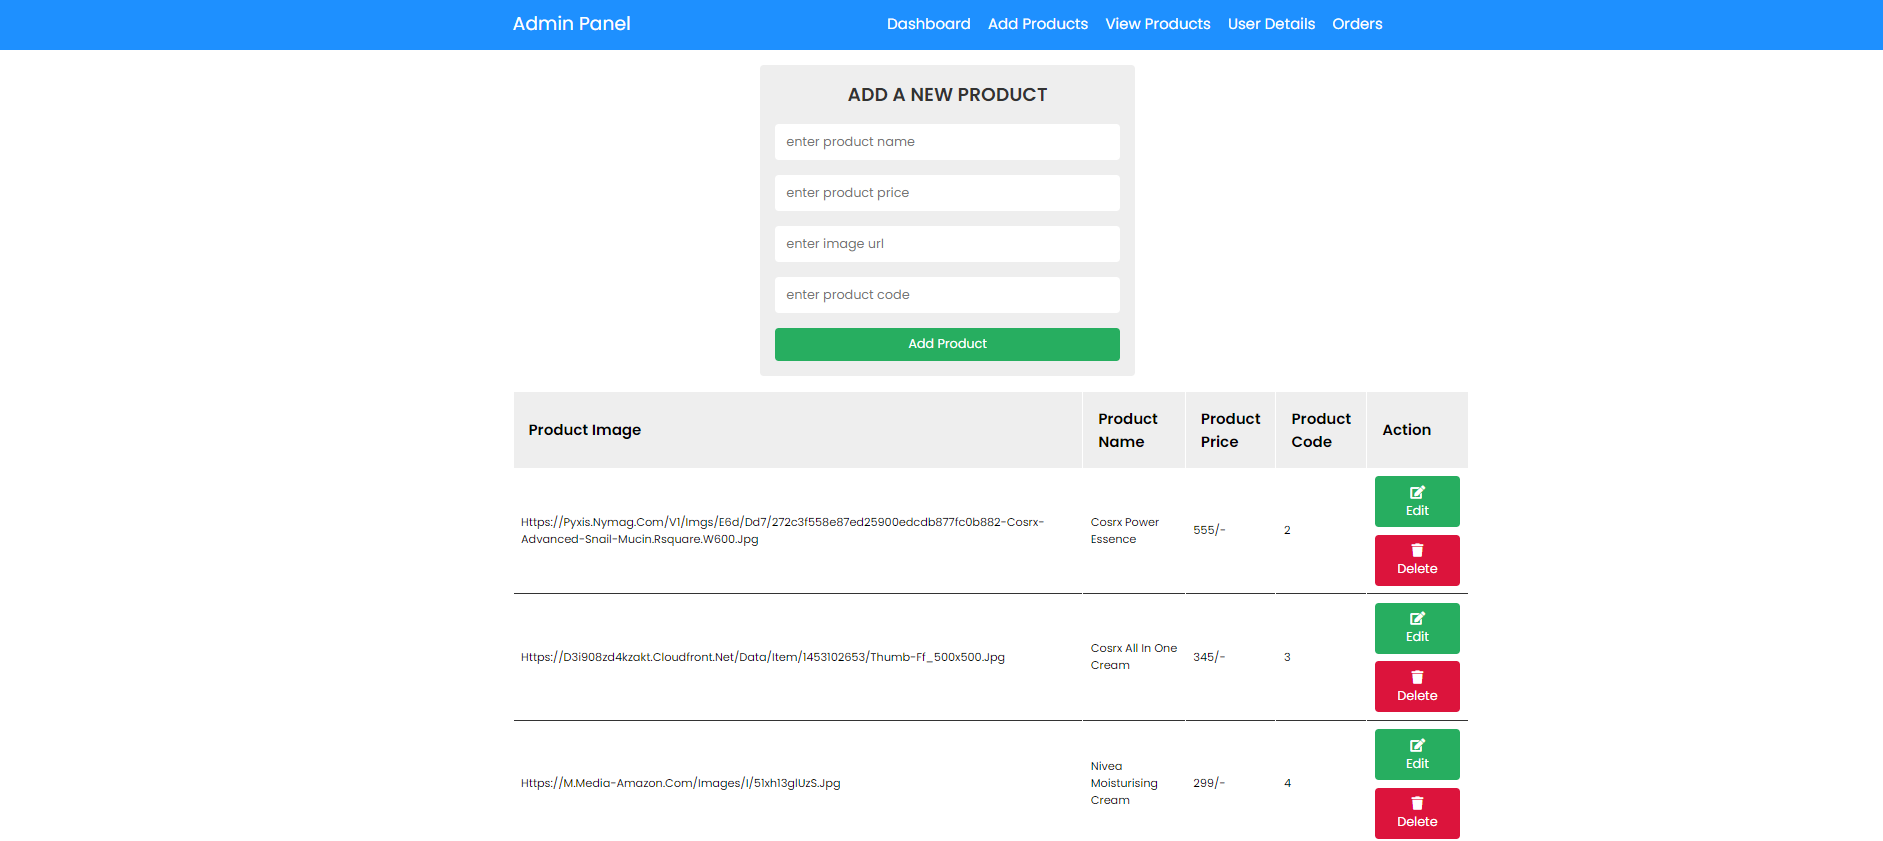 Admin Panel
Dashboard Add Products View Products User Details Orders
ADD A NEW PRODUCT
enter product name
enter product price
enter image url
enter product code
Add Product
Product Image
Product
Name
Product
Price
Product
Code
Action
Https://Pyxis.Nymag.Com/V1/Imgs/E6d/Dd7/272c3f558e87ed25900edcdb877fc0b882-Cosrx-
Advanced-Snail-Mucin.Rsquare.W600.Jpg
Cosrx Power
Essence
555/-
2
Edit
Delete
Https://D3i908zd4kzakt.Cloudfront.Net/Data/Item/1453102653/Thumb-Ff_500x500.Jpg
Cosrx All In One
Cream
345/-
3
Edit
Delete
Https://M.Media-Amazon.Com/Images/I/51xh13glUzS.Jpg
Nivea
Moisturising
Cream
299/-
4
Edit
Delete